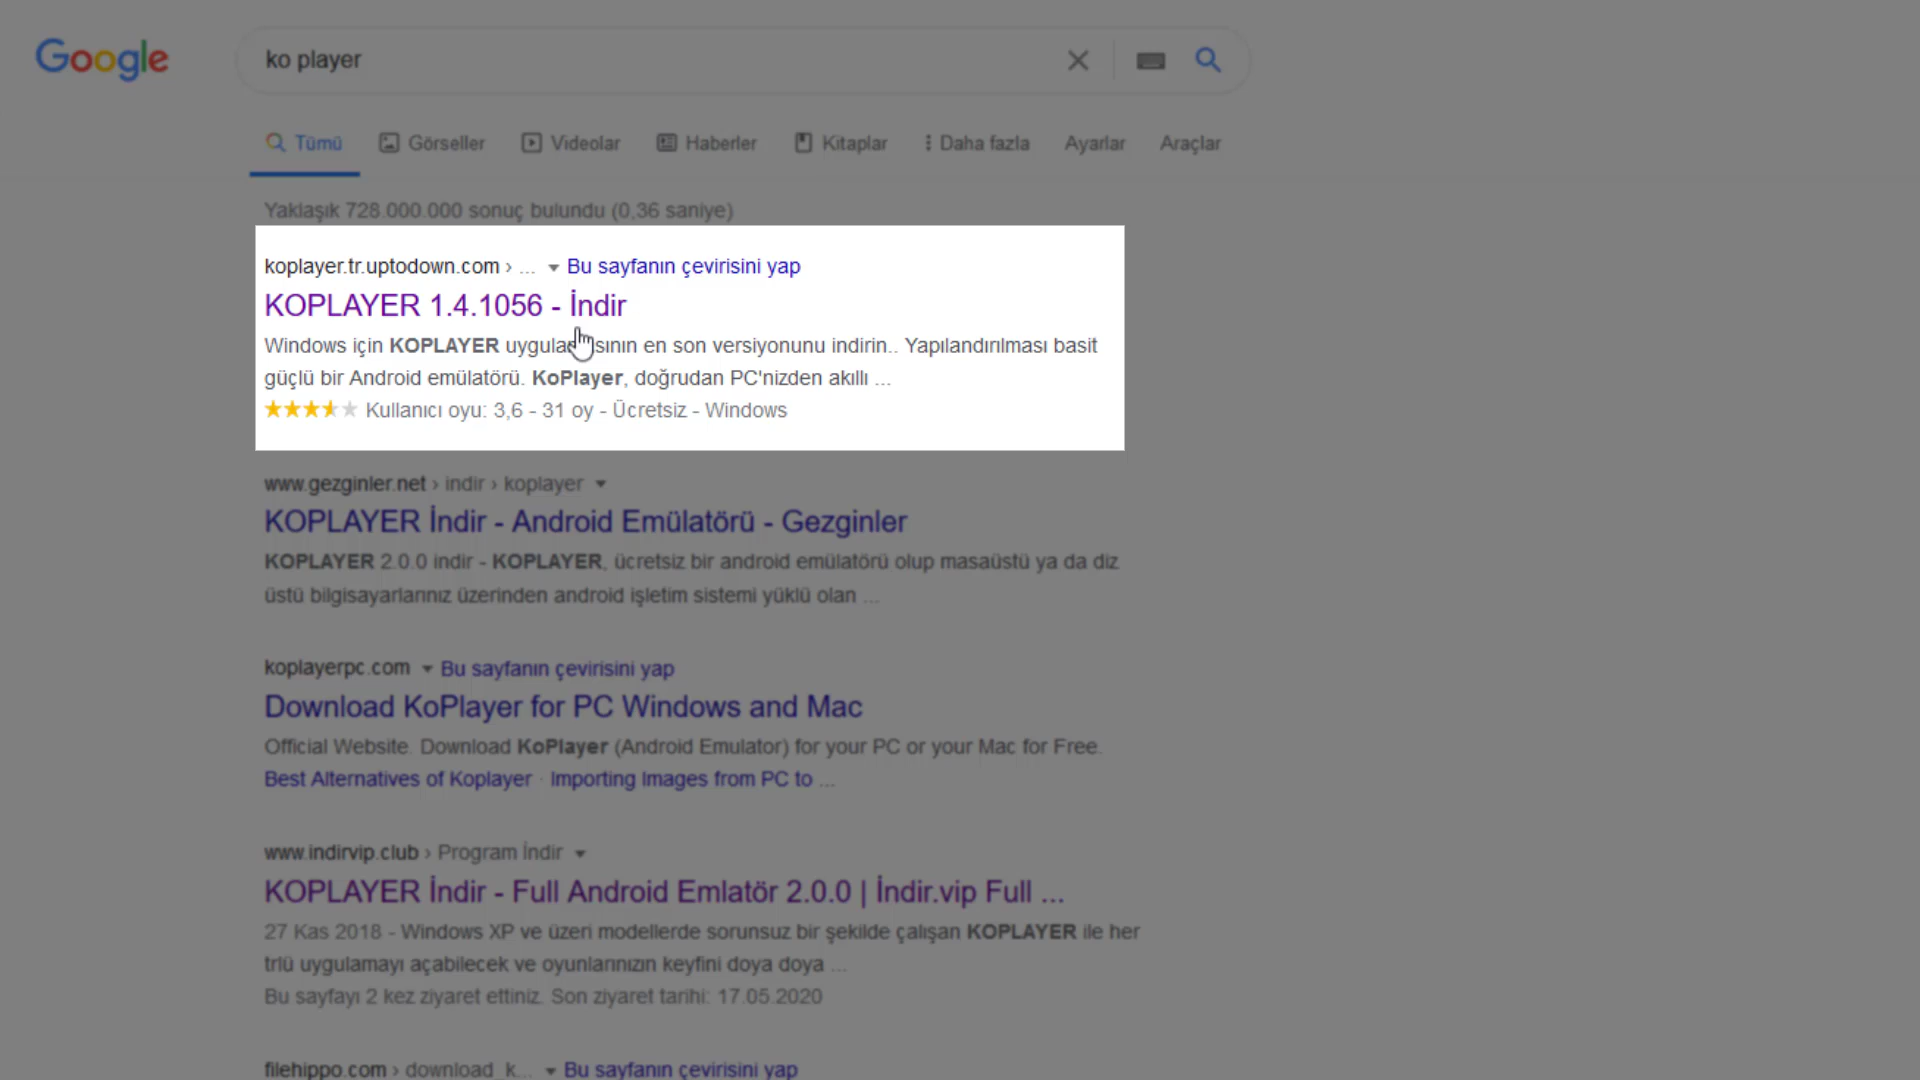 Google
ko player
Tümü Görseller Videolar Haberler Kitaplar Daha fazla Ayarlar Araçlar
Yaklaşık 728.000.000 sonuç bulundu (0,36 saniye)
koplayer.tr.uptodown.com › ... Bu sayfanın çevirisini yap
KOPLAYER 1.4.1056 - İndir
Windows için KOPLAYER en son versiyonunu indirin.. Yapılandırılması basit
güçlü bir Android emülatörü. KoPlayer, doğrudan PC'nizden akıllı ...
Kullanıcı oyu: 3,6 - 31 oy - Ücretsiz - Windows
www.gezginler.net › indir › koplayer
KOPLAYER İndir - Android Emülatörü - Gezginler
KOPLAYER 2.0.0 indir - KOPLAYER, ücretsiz bir android emülatörü olup masaüstü ya da diz
üstü bilgisayarlarınız üzerinden android işletim sistemi yüklü olan ...
koplayerpc.com Bu sayfanın çevirisini yap
Download KoPlayer for PC Windows and Mac
Official Website. Download KoPlayer (Android Emulator) for your PC or your Mac for Free.
Best Alternatives of Koplayer · Importing Images from PC to ...
www.indirvip.club › Program İndir
KOPLAYER İndir - Full Android Emlatör 2.0.0 | İndir.vip Full ...
27 Kas 2018 - Windows XP ve üzeri modellerde sorunsuz bir şekilde çalışan KOPLAYER ile her
trlü uygulamayı açabilecek ve oyunlarınızın keyfini doya doya ...
Bu sayfayı 2 kez ziyaret ettiniz. Son ziyaret tarihi: 17.05.2020
filehippo.com › download_k... Bu sayfanın çevirisini yap